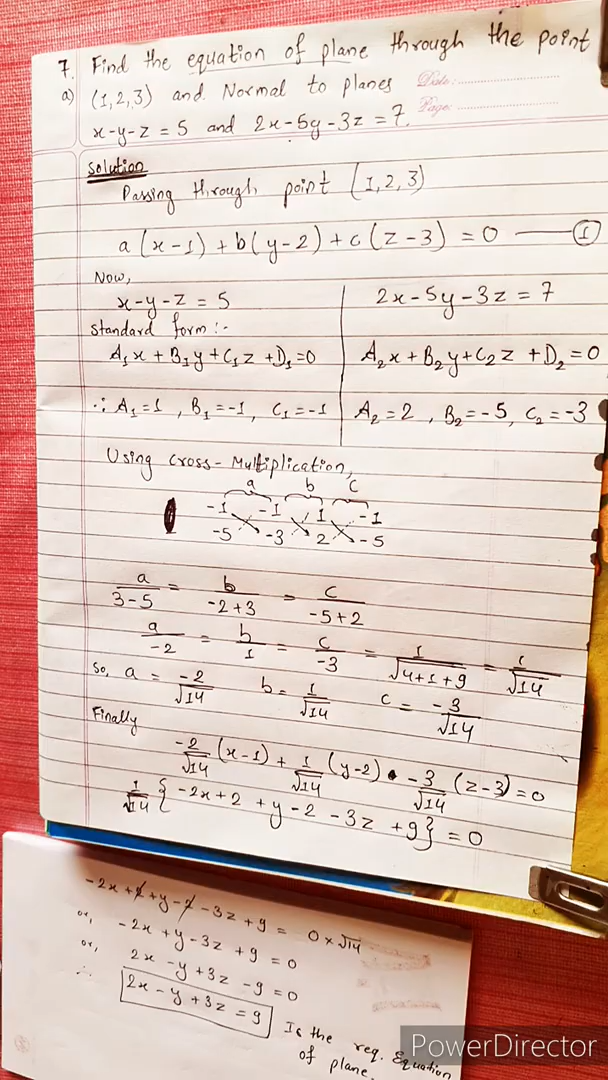 7. Find the equation of plane through the point
a) (1,2,3) and Normal to planes Date:
x-y-z = 5 and 2x-5y-3z = 7. Page:
Solution
Passing through point (1,2,3)
a(x-1) + b(y-2) + c(z-3) = 0 — (1)
Now,
x-y-z = 5 | 2x-5y-3z = 7
Standard form:-
A₁x + B₁y + C₁z + D₁ = 0 | A₂x + B₂y + C₂z + D₂ = 0
∴ A₁=1, B₁=-1, C₁=-1 | A₂=2, B₂=-5, C₂=-3
Using Cross-Multiplication,
a b c
-1 -1 1 -1
-5 -3 2 -5
a/(3-5) = b/(-2+3) = c/(-5+2)
a/-2 = b/1 = c/-3 = 1/√(4+1+9) = 1/√14
So, a = -2/√14 b = 1/√14 c = -3/√14
Finally
-2/√14 (x-1) + 1/√14 (y-2) - 3/√14 (z-3) = 0
1/√14 {-2x+2 + y-2 -3z +9} = 0
-2x+2+y-2-3z+9 = 0×√14
or, -2x+y-3z+9 = 0
or, 2x-y+3z-9 = 0
∴ 2x-y+3z = 9 Is the req. Equation
of plane.
PowerDirector